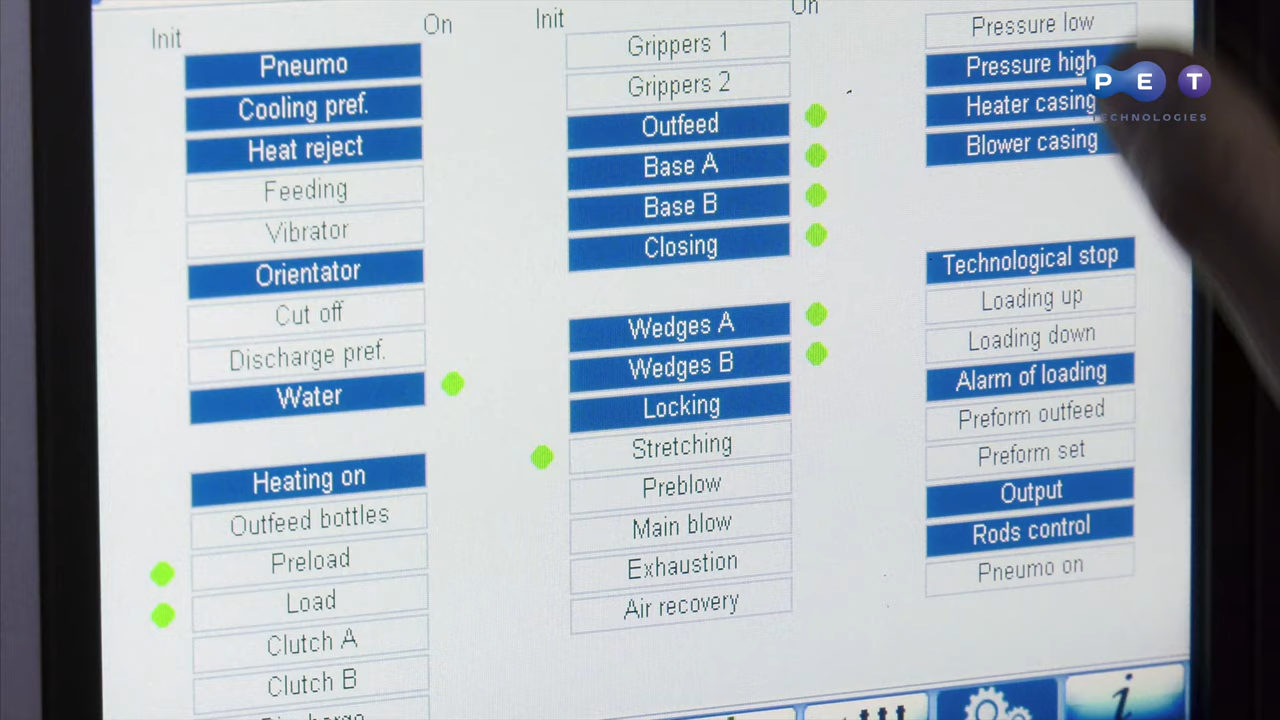 Init
On
Pneumo
Cooling pref.
Heat reject
Feeding
Vibrator
Orientator
Cut off
Discharge pref.
Water
Heating on
Outfeed bottles
Preload
Load
Clutch A
Clutch B
Discharge
Init
On
Grippers 1
Grippers 2
Outfeed
Base A
Base B
Closing
Wedges A
Wedges B
Locking
Stretching
Preblow
Main blow
Exhaustion
Air recovery
Pressure low
Pressure high
Heater casing
Blower casing
Technological stop
Loading up
Loading down
Alarm of loading
Preform outfeed
Preform set
Output
Rods control
Pneumo on
i
PET
TECHNOLOGIES